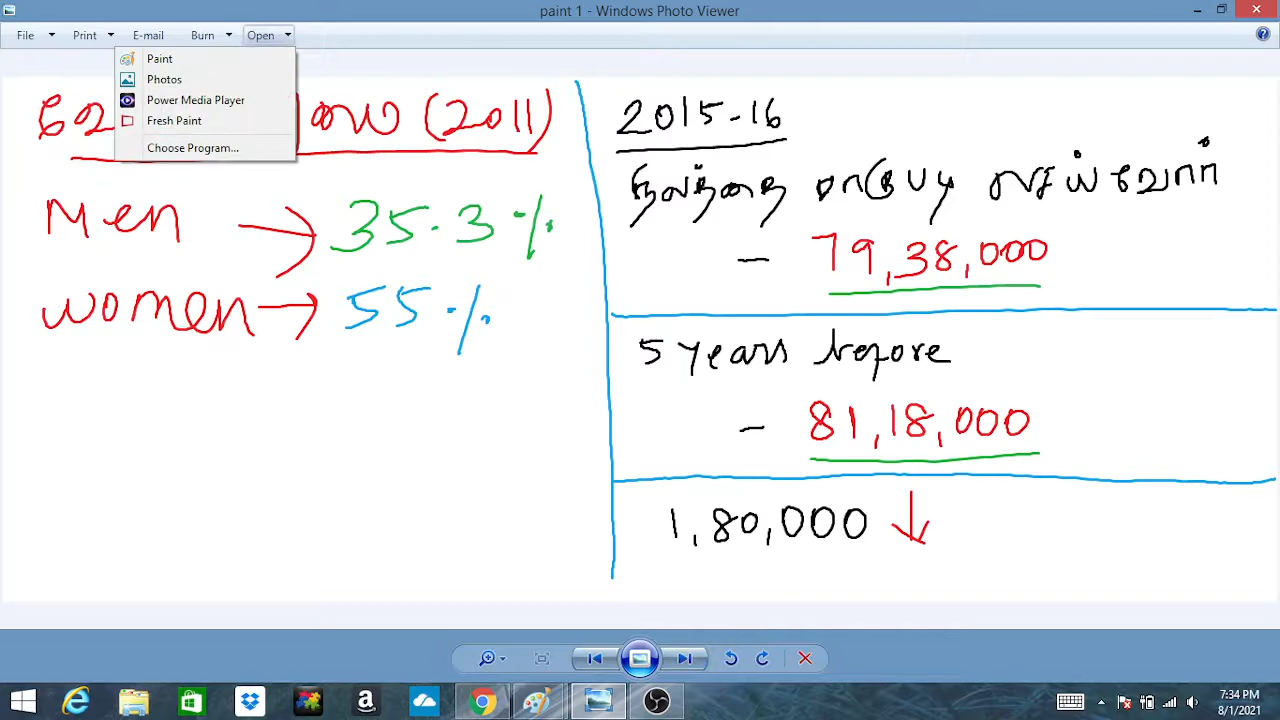 paint 1 - Windows Photo Viewer
File Print E-mail Burn Open
Paint
Photos
Power Media Player
Fresh Paint
Choose Program...
(2011)
Men → 35.3%
women → 55%
2015-16
- 79,38,000
5 years before
- 81,18,000
1,80,000 ↓
7:34 PM
8/1/2021